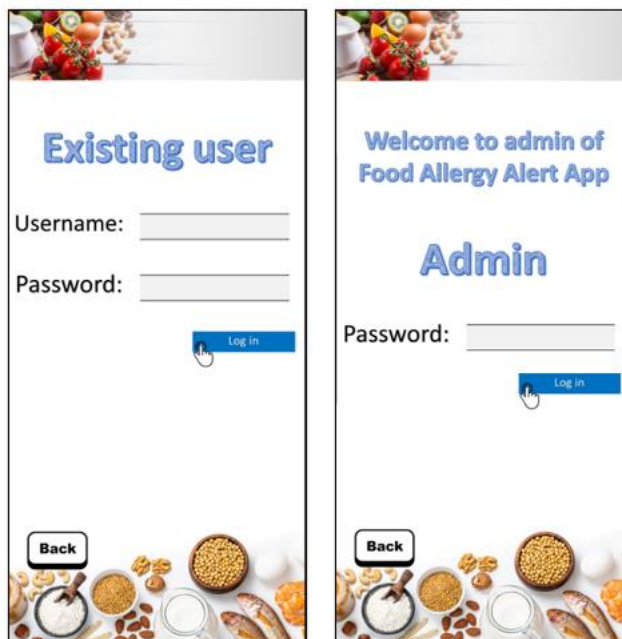 Existing user
Username:
Password:
Log in
Back
Welcome to admin of
Food Allergy Alert App
Admin
Password:
Log in
Back